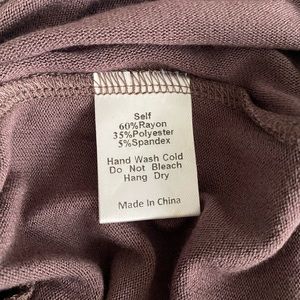 Self
60%Rayon
35%Polyester
5%Spandex
Hand Wash Cold
Do Not Bleach
Hang Dry
Made In China